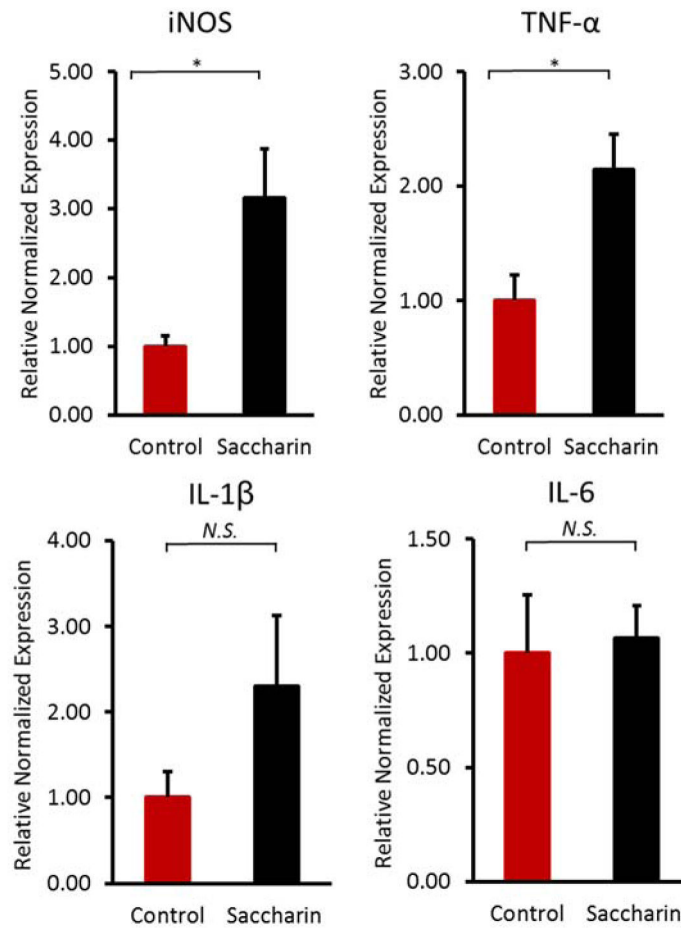 iNOS
*
Relative Normalized Expression
5.00
4.00
3.00
2.00
1.00
0.00
Control Saccharin
TNF-α
*
Relative Normalized Expression
3.00
2.00
1.00
0.00
Control Saccharin
IL-1β
N.S.
Relative Normalized Expression
4.00
3.00
2.00
1.00
0.00
Control Saccharin
IL-6
N.S.
Relative Normalized Expression
1.50
1.00
0.50
0.00
Control Saccharin